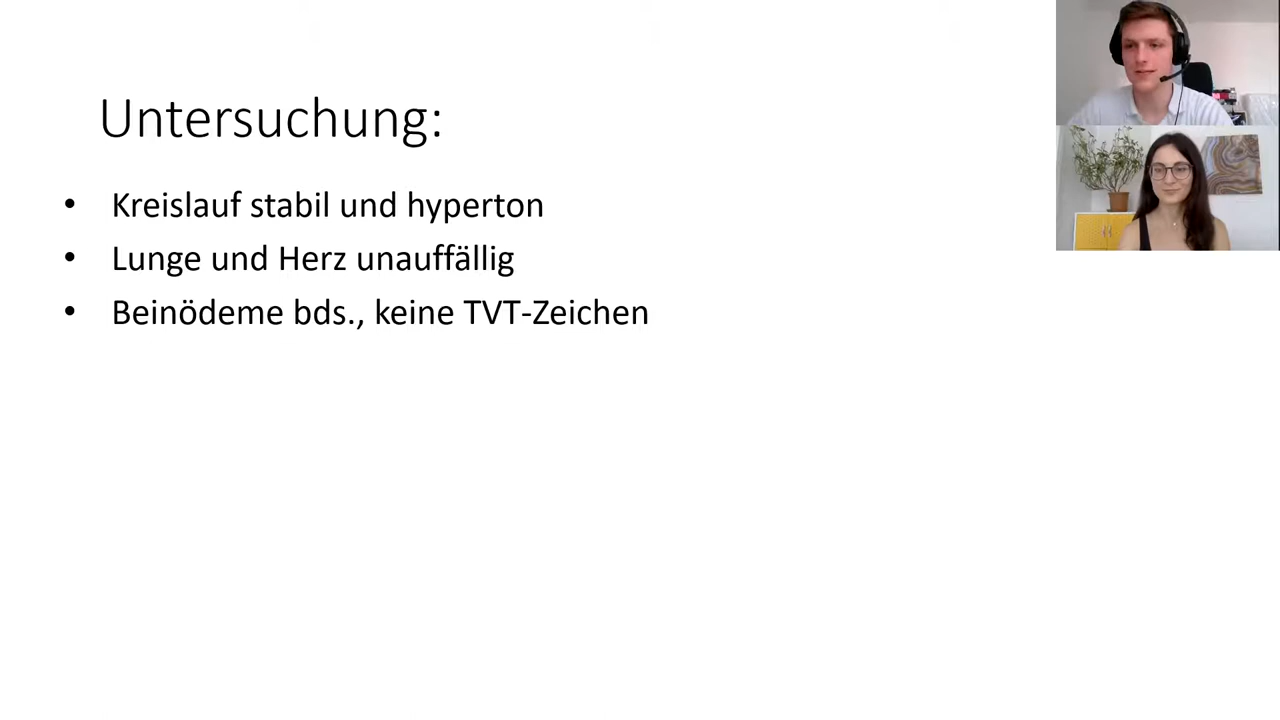 Untersuchung:
• Kreislauf stabil und hyperton
• Lunge und Herz unauffällig
• Beinödeme bds., keine TVT-Zeichen